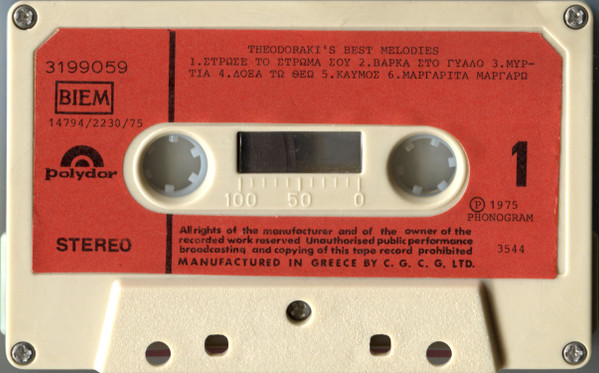 THEODORAKI'S BEST MELODIES
1.ΣΤΡΩΣΕ ΤΟ ΣΤΡΩΜΑ ΣΟΥ 2.ΒΑΡΚΑ ΣΤΟ ΓΥΑΛΟ 3.ΜΥΡ-
ΤΙΑ 4.ΔΟΞΑ ΤΩ ΘΕΩ 5.ΚΑΥΜΟΣ 6.ΜΑΡΓΑΡΙΤΑ ΜΑΡΓΑΡΩ
3199059
BIEM
14794/2230/75
polydor
STEREO
100 50 0
1
P 1975
PHONOGRAM
3544
All rights of the manufacturer and of the owner of the
recorded work reserved Unauthorised public performance
broadcasting and copying of this tape record prohibited
MANUFACTURED IN GREECE BY C. G. C. G, LTD.